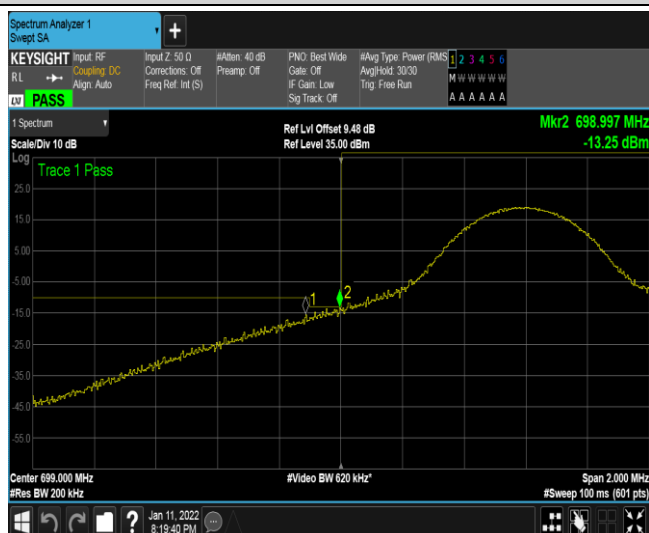 Spectrum Analyzer 1
Swept SA
+
KEYSIGHT
RL
LXI PASS
Input: RF
Coupling: DC
Align: Auto
Input Z: 50 Ω
Corrections: Off
Freq Ref: Int (S)
#Atten: 40 dB
Preamp: Off
PNO: Best Wide
Gate: Off
IF Gain: Low
Sig Track: Off
#Avg Type: Power (RMS
Avg|Hold: 30/30
Trig: Free Run
1 2 3 4 5 6
M W W W W W
A A A A A A
1 Spectrum
Scale/Div 10 dB
Ref Lvl Offset 9.48 dB
Ref Level 35.00 dBm
Mkr2 698.997 MHz
-13.25 dBm
Log
Trace 1 Pass
25.0
15.0
5.00
-5.00
-15.0
-25.0
-35.0
-45.0
-55.0
1
2
Center 699.000 MHz
#Res BW 200 kHz
#Video BW 620 kHz*
Span 2.000 MHz
#Sweep 100 ms (601 pts)
?
Jan 11, 2022
8:19:40 PM